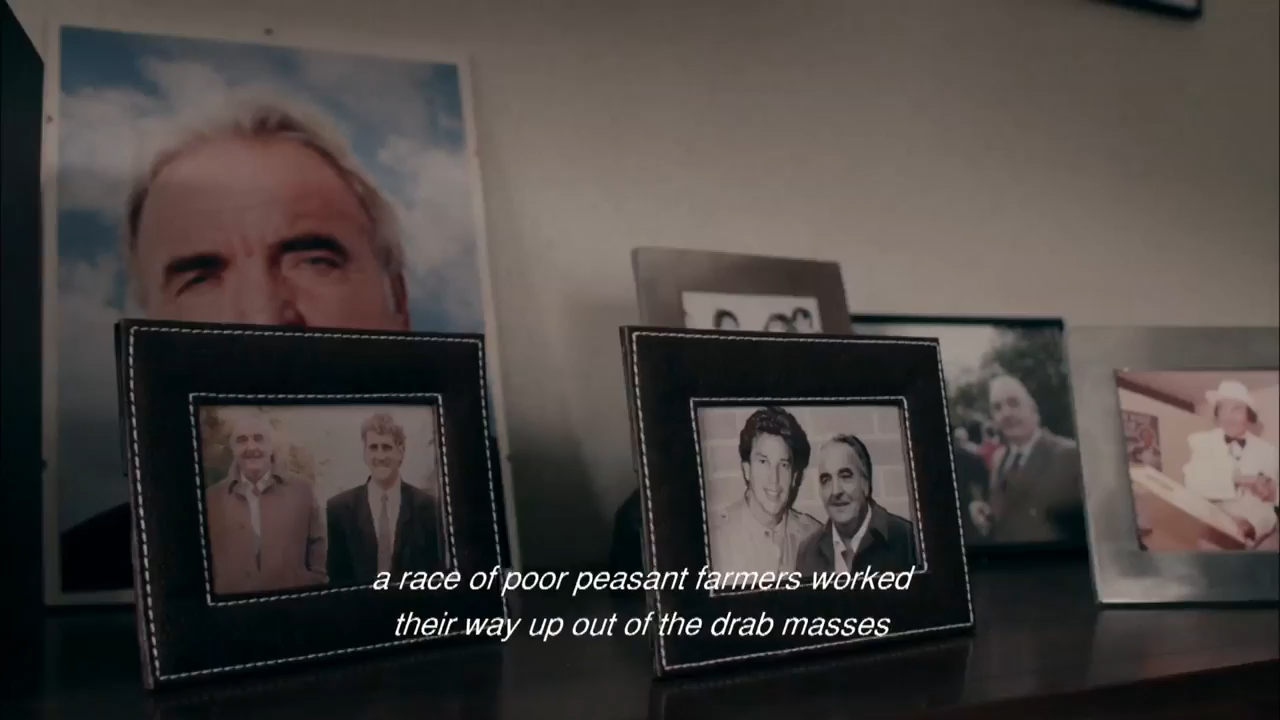 a race of poor peasant farmers worked
their way up out of the drab masses